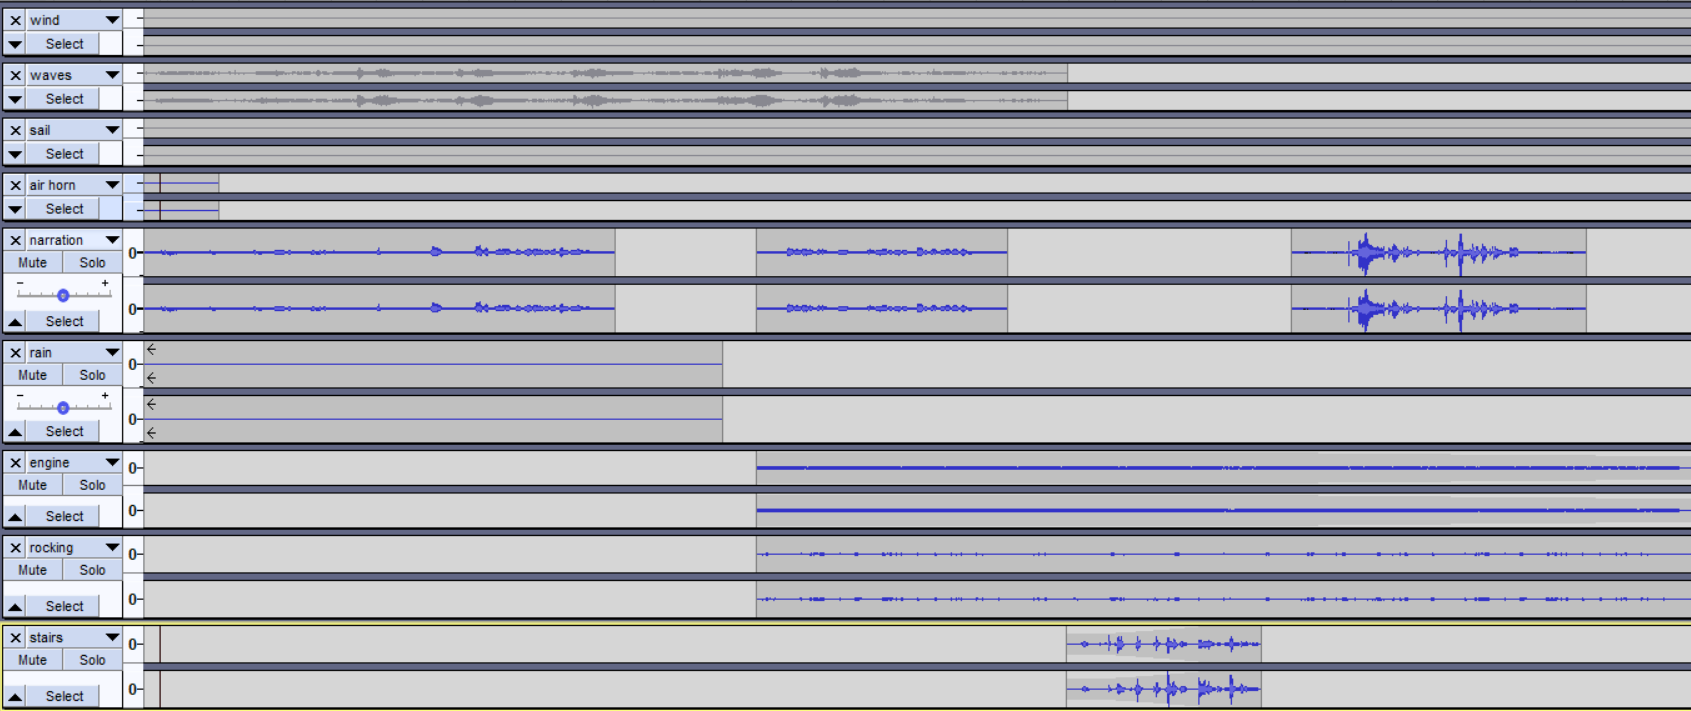 X wind
Select
X waves
Select
X sail
Select
X air horn
Select
X narration
Mute Solo
- +
Select
0-
0-
X rain
Mute Solo
- +
Select
0-
0-
X engine
Mute Solo
Select
0-
0-
X rocking
Mute Solo
Select
0-
0-
X stairs
Mute Solo
Select
0-
0-